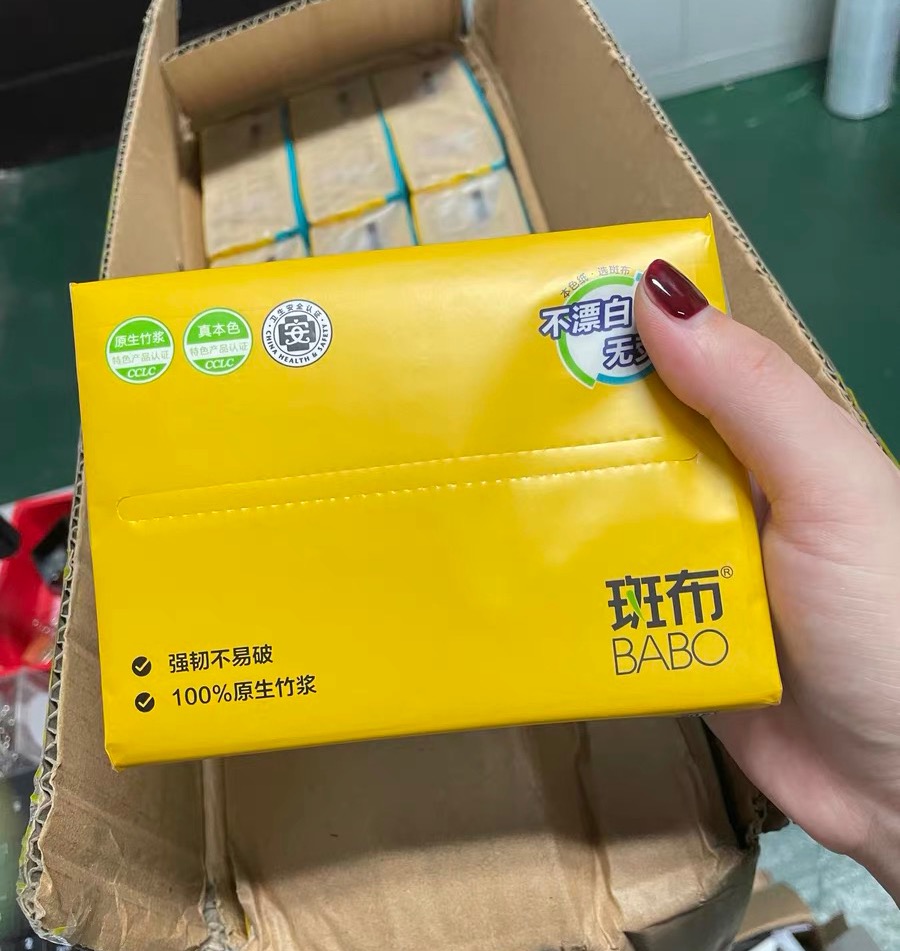 原生竹浆
特色产品认证
CCLC
真本色
特色产品认证
CCLC
卫生安全认证
安
CHINA HEALTH & SAFETY
本色纸·选斑布
不漂白
无
强韧不易破
100%原生竹浆
斑布®
BABO